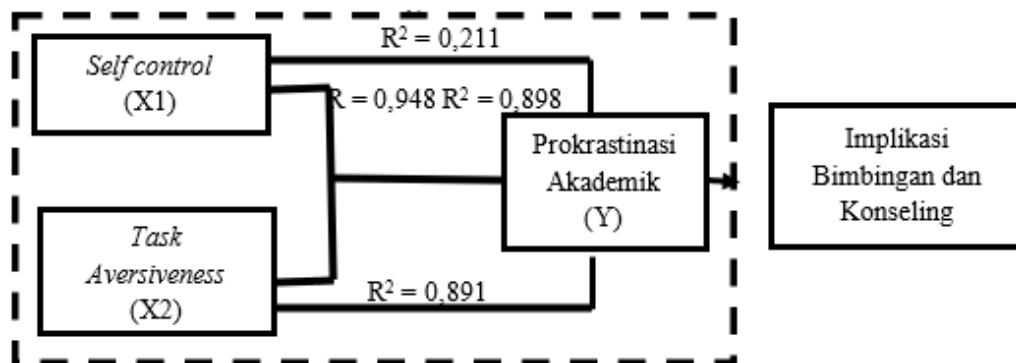 R² = 0,211
Self control
(X1)
R = 0,948 R² = 0,898
Prokrastinasi
Akademik
(Y)
Implikasi
Bimbingan dan
Konseling
Task
Aversiveness
(X2)
R² = 0,891